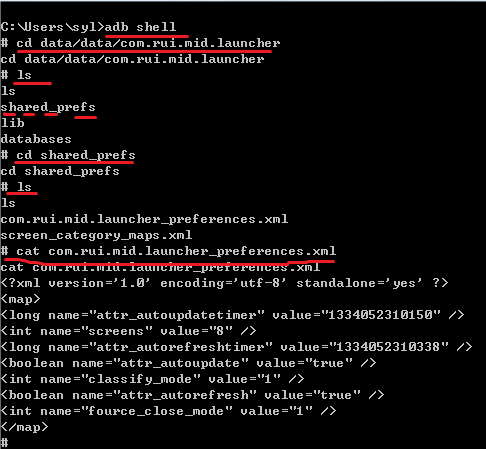 C:\Users\syl>adb shell
# cd data/data/com.rui.mid.launcher
cd data/data/com.rui.mid.launcher
# ls
ls
shared_prefs
lib
databases
# cd shared_prefs
cd shared_prefs
# ls
ls
com.rui.mid.launcher_preferences.xml
screen_category_maps.xml
# cat com.rui.mid.launcher_preferences.xml
cat com.rui.mid.launcher_preferences.xml
<?xml version='1.0' encoding='utf-8' standalone='yes' ?>
<map>
<long name="attr_autoupdatetimer" value="1334052310150" />
<int name="screens" value="8" />
<long name="attr_autorefreshtimer" value="1334052310338" />
<boolean name="attr_autoupdate" value="true" />
<int name="classify_mode" value="1" />
<boolean name="attr_autorefresh" value="true" />
<int name="fource_close_mode" value="1" />
</map>
#